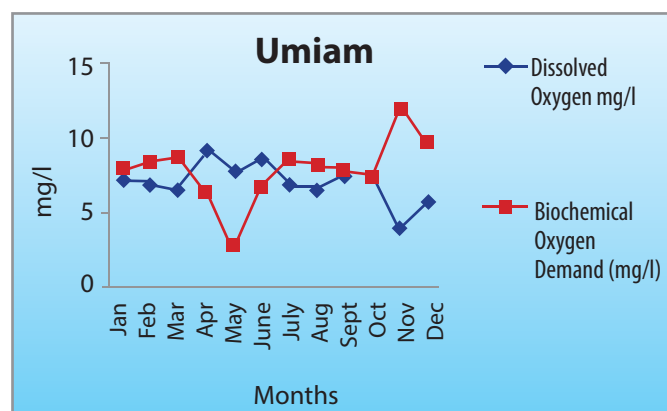 Umiam
15
10
5
0
mg/l
Jan
Feb
Mar
Apr
May
June
July
Aug
Sept
Oct
Nov
Dec
Months
Dissolved
Oxygen mg/l
Biochemical
Oxygen
Demand (mg/l)